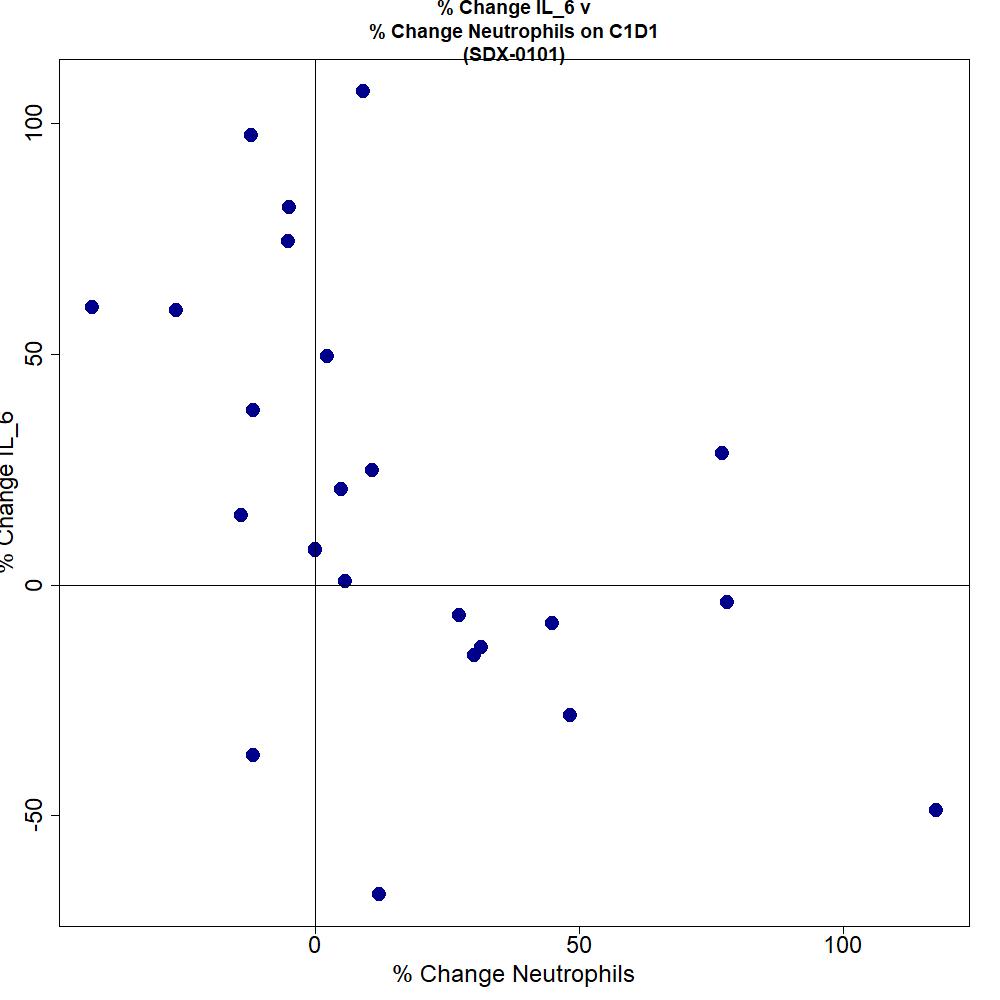 % Change IL_6 v
% Change Neutrophils on C1D1
(SDX-0101)
100
50
0
-50
% Change IL_6
0
50
100
% Change Neutrophils